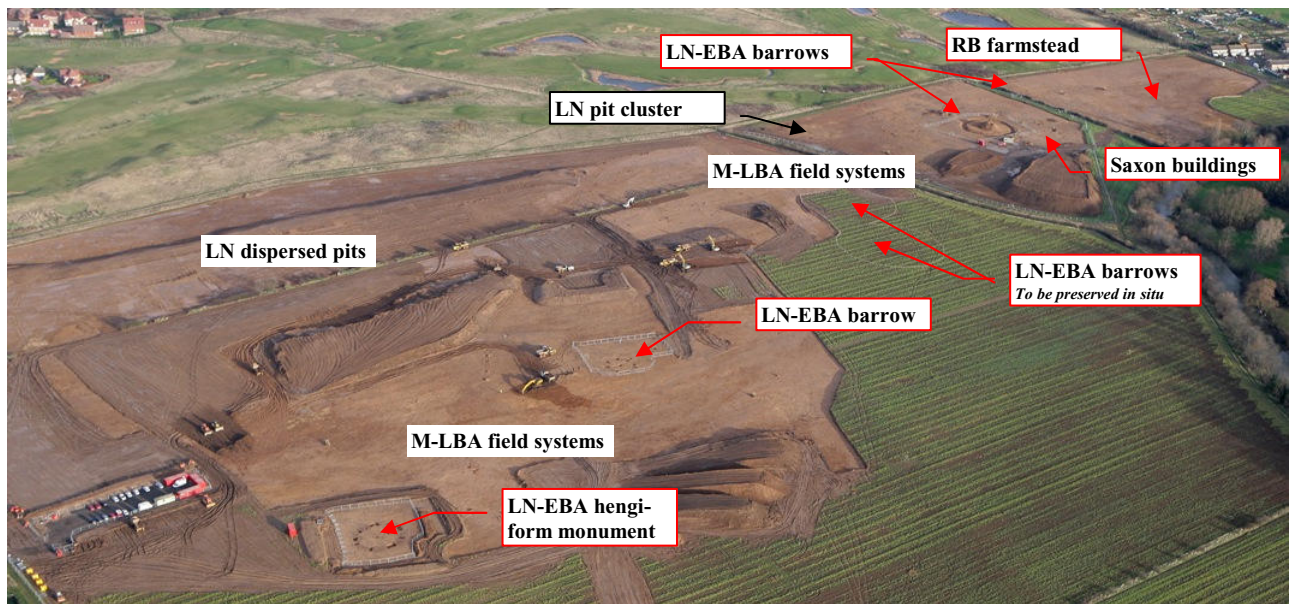 LN-EBA barrows
RB farmstead
LN pit cluster
Saxon buildings
M-LBA field systems
LN dispersed pits
LN-EBA barrows
To be preserved in situ
LN-EBA barrow
M-LBA field systems
LN-EBA hengi-
form monument